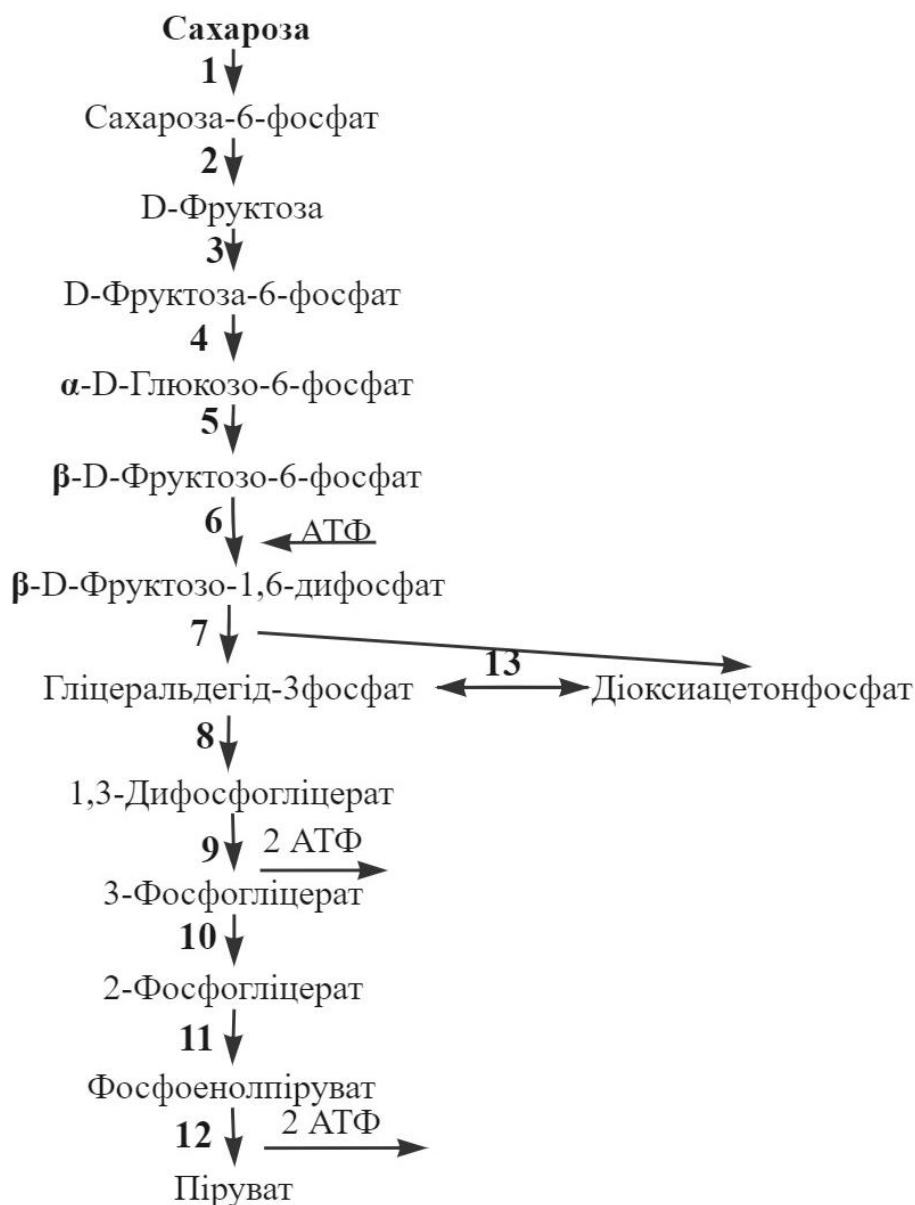 Сахароза
1
Сахароза-6-фосфат
2
D-Фруктоза
3
D-Фруктоза-6-фосфат
4
α-D-Глюкозо-6-фосфат
5
β-D-Фруктозо-6-фосфат
6
АТФ
β-D-Фруктозо-1,6-дифосфат
7
13
Гліцеральдегід-3фосфат
Діоксиацетонфосфат
8
1,3-Дифосфогліцерат
9
2 АТФ
3-Фосфогліцерат
10
2-Фосфогліцерат
11
Фосфоенолпіруват
12
2 АТФ
Піруват